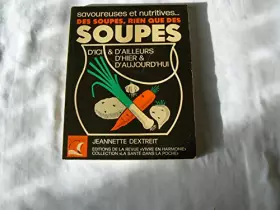 savoureuses et nutritives...
DES SOUPES, RIEN QUE DES
SOUPES
D'ICI & D'AILLEURS
D'HIER &
D'AUJOURD'HUI
JEANNETTE DEXTREIT
EDITIONS DE LA REVUE «VIVRE EN HARMONIE»
COLLECTION «LA SANTÉ DANS LA POCHE»